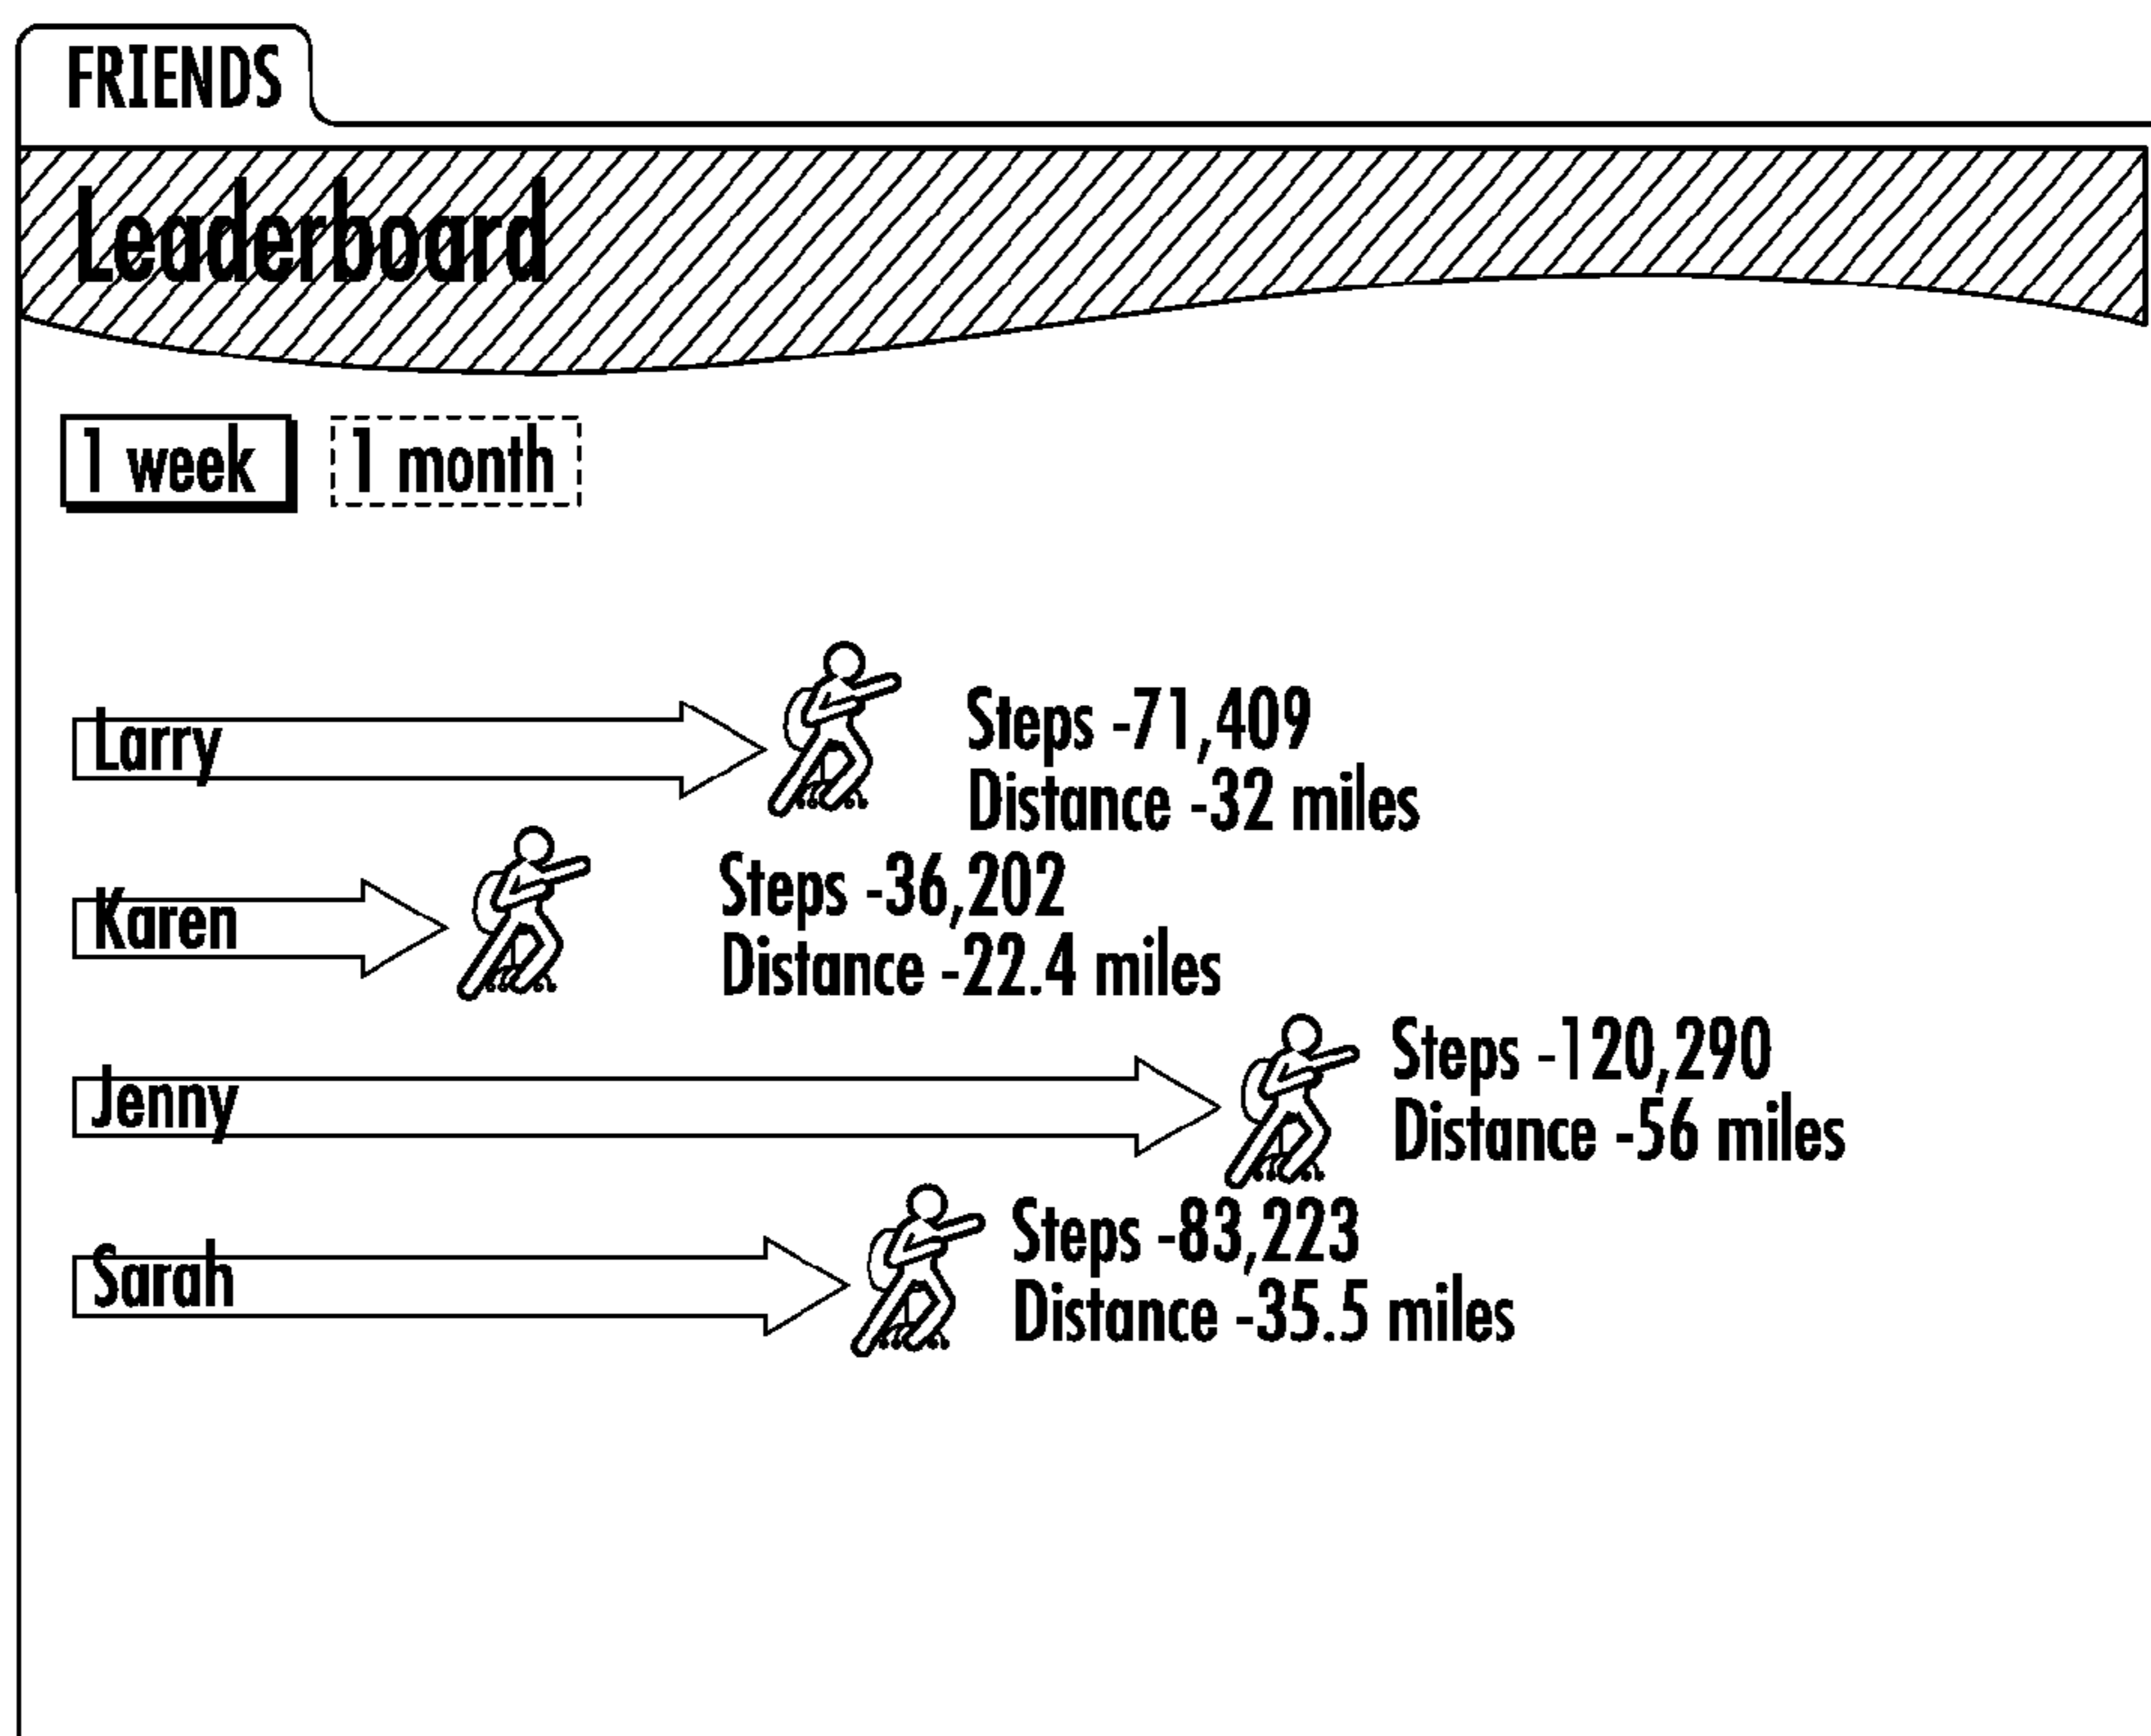 FRIENDS
Leaderboard
1 week 1 month
Larry
Steps -71,409
Distance -32 miles
Karen
Steps -36,202
Distance -22.4 miles
Jenny
Steps -120,290
Distance -56 miles
Sarah
Steps -83,223
Distance -35.5 miles